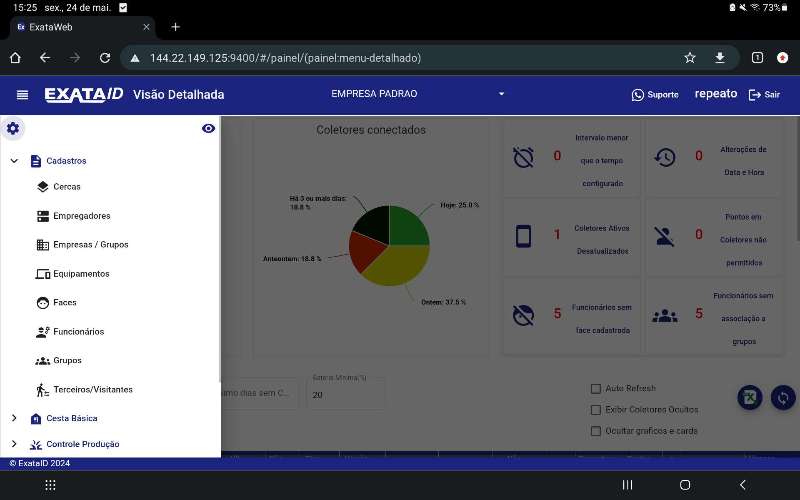 15:25 sex., 24 de mai. 73%
ExataWeb
144.22.149.125:9400/#/painel/(painel:menu-detalhado)
1
EXATAID Visão Detalhada EMPRESA PADRAO Suporte repeato Sair
Cadastros
Cercas
Empregadores
Empresas / Grupos
Equipamentos
Faces
Funcionários
Grupos
Terceiros/Visitantes
Cesta Básica
Controle Produção
Coletores conectados
Há 3 ou mais dias:
18.8 %
Hoje: 25.0 %
Anteontem: 18.8 %
Ontem: 37.5 %
0 Intervalo menor
que o tempo
configurado
0 Alterações de
Data e Hora
1 Coletores Ativos
Desatualizados
0 Pontos em
Coletores não
permitidos
5 Funcionários sem
face cadastrada
5 Funcionários sem
associação a
grupos
dias sem C...
Bateria Mínima(%)
20
Auto Refresh
Exibir Coletores Ocultos
Ocultar graficos e cards
© ExataID 2024